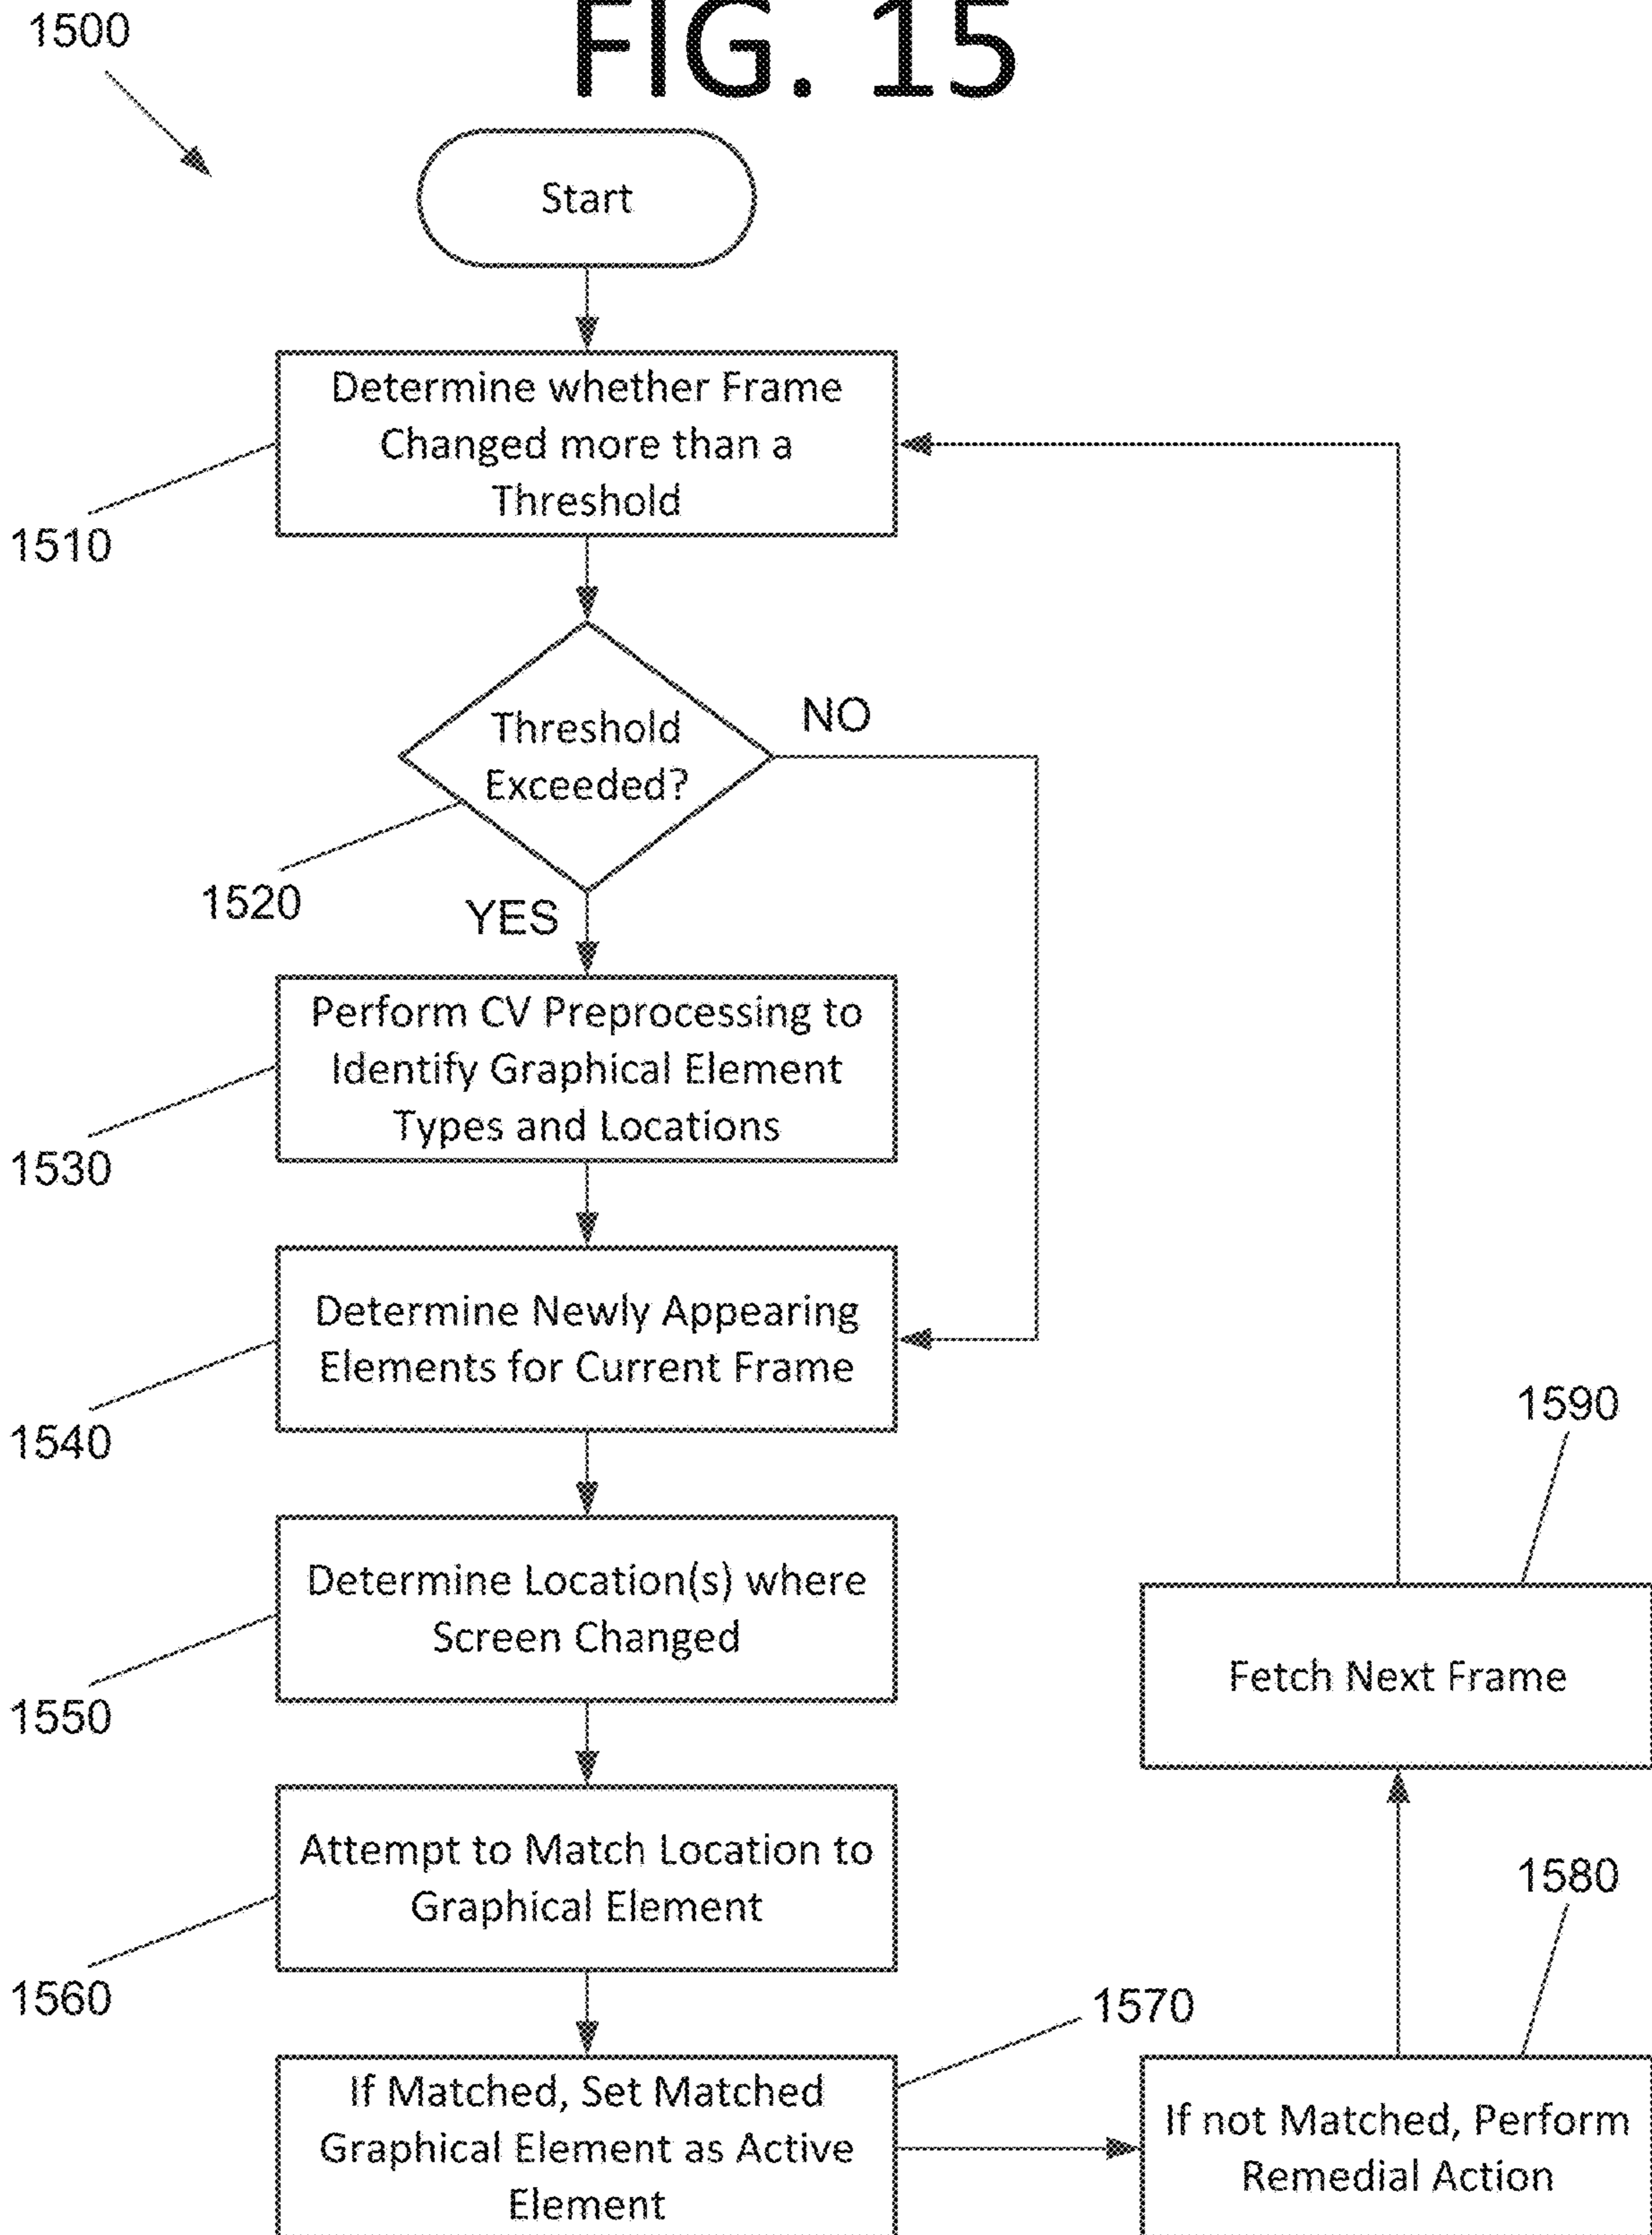 FIG. 15
1500
Start
Determine whether Frame
Changed more than a
Threshold
1510
Threshold
Exceeded?
NO
1520
YES
Perform CV Preprocessing to
Identify Graphical Element
Types and Locations
1530
Determine Newly Appearing
Elements for Current Frame
1540
Determine Location(s) where
Screen Changed
1550
Attempt to Match Location to
Graphical Element
1560
If Matched, Set Matched
Graphical Element as Active
Element
1570
If not Matched, Perform
Remedial Action
1580
Fetch Next Frame
1590